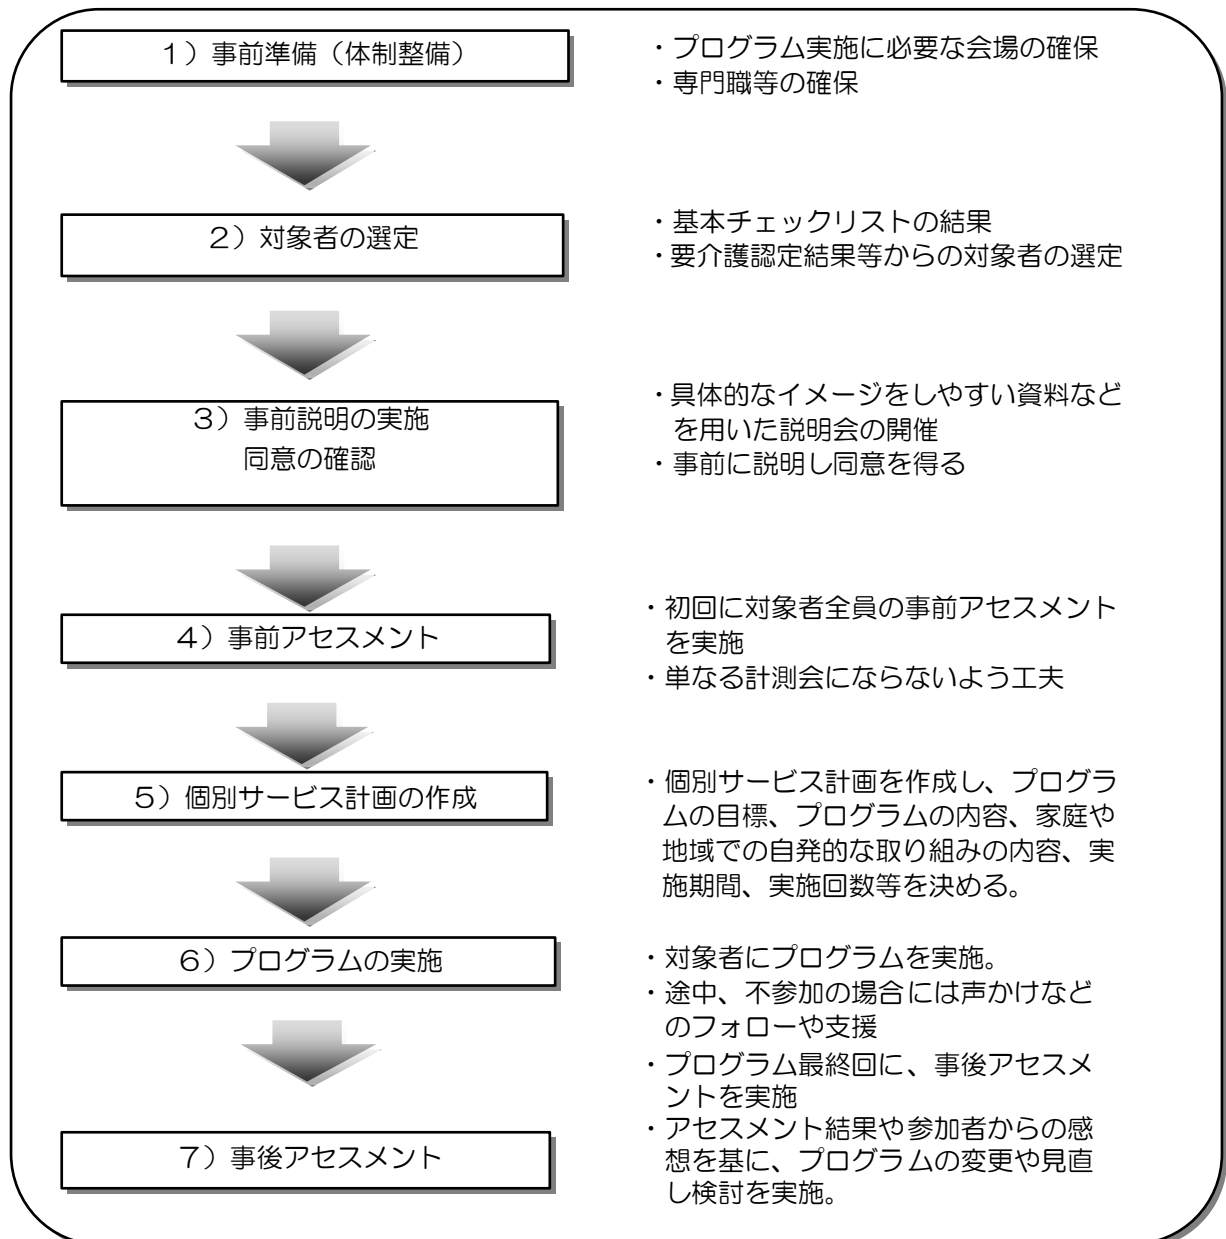 1）事前準備（体制整備）
・プログラム実施に必要な会場の確保
・専門職等の確保
2）対象者の選定
・基本チェックリストの結果
・要介護認定結果等からの対象者の選定
3）事前説明の実施
同意の確認
・具体的なイメージをしやすい資料など
を用いた説明会の開催
・事前に説明し同意を得る
4）事前アセスメント
・初回に対象者全員の事前アセスメント
を実施
・単なる計測会にならないよう工夫
5）個別サービス計画の作成
・個別サービス計画を作成し、プログラ
ムの目標、プログラムの内容、家庭や
地域での自発的な取り組みの内容、実
施期間、実施回数等を決める。
6）プログラムの実施
・対象者にプログラムを実施。
・途中、不参加の場合には声かけなど
のフォローや支援
7）事後アセスメント
・プログラム最終回に、事後アセスメ
ントを実施
・アセスメント結果や参加者からの感
想を基に、プログラムの変更や見直
し検討を実施。